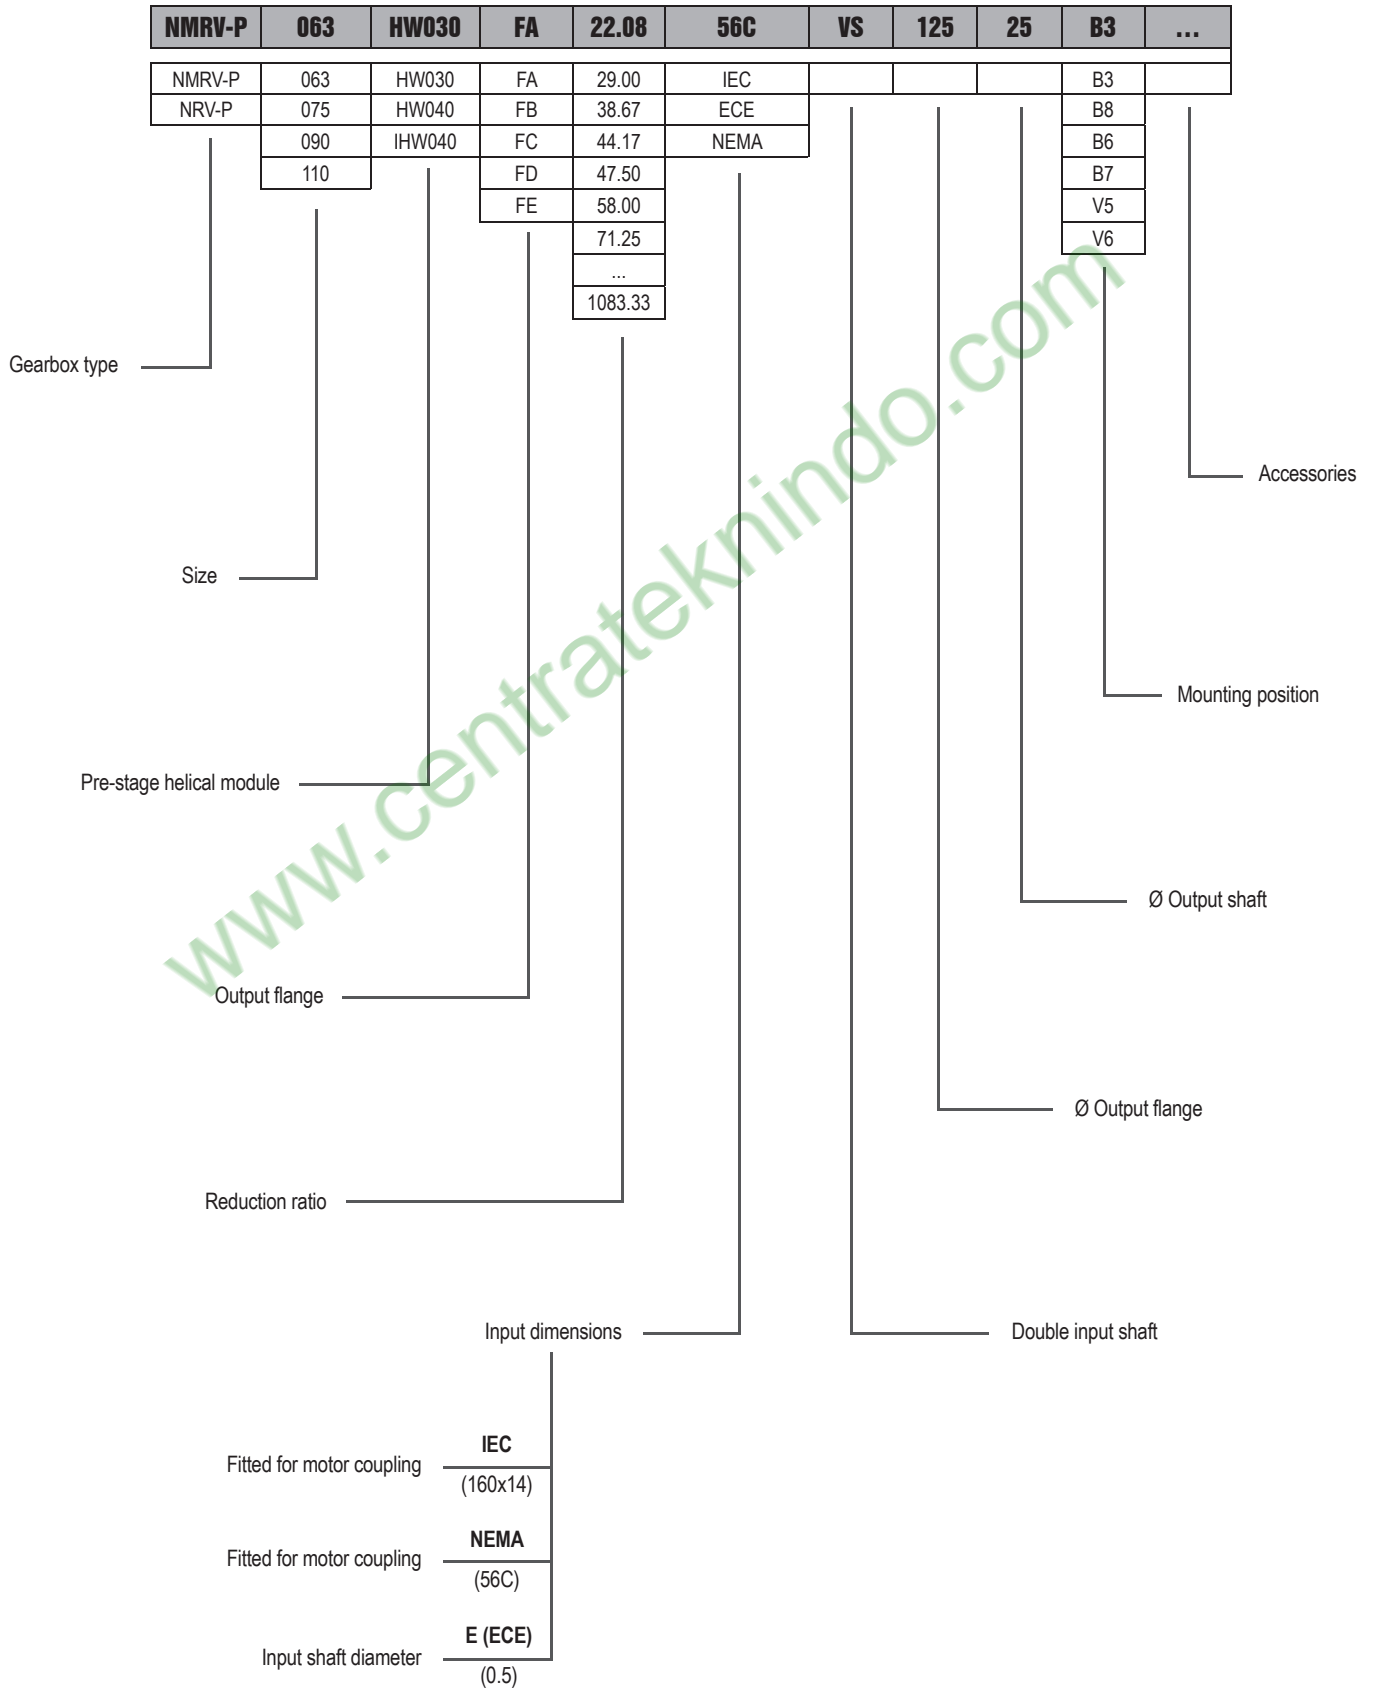 NMRV-P 063 HW030 FA 22.08 56C VS 125 25 B3 ...
NMRV-P 063 HW030 FA 29.00 IEC B3
NRV-P 075 HW040 FB 38.67 ECE B8
090 IHW040 FC 44.17 NEMA B6
110 FD 47.50 B7
FE 58.00 V5
71.25 V6
...
1083.33
Gearbox type
Accessories
Size
Mounting position
Pre-stage helical module
Ø Output shaft
Output flange
Ø Output flange
Reduction ratio
Input dimensions
Double input shaft
IEC
Fitted for motor coupling
(160x14)
NEMA
Fitted for motor coupling
(56C)
E (ECE)
Input shaft diameter
(0.5)
www.centrateknindo.com